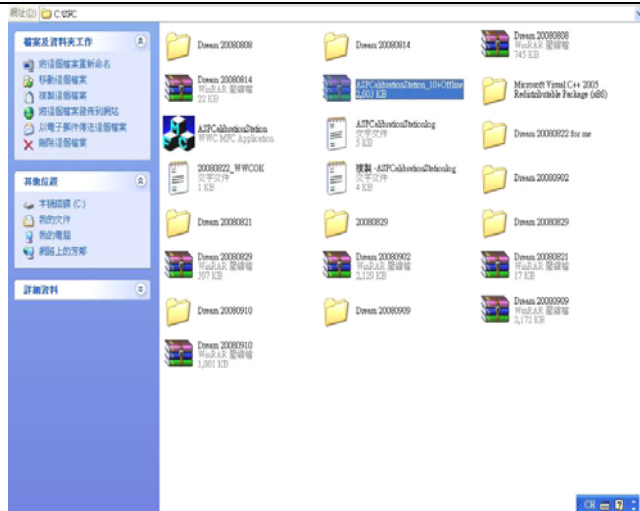 網址(D) C:\SFC
檔案及資料夾工作
將這個檔案重新命名
移動這個檔案
複製這個檔案
將這個檔案發佈到網站
以電子郵件傳送這個檔案
刪除這個檔案
其他位置
本機磁碟 (C:)
我的文件
我的電腦
網路上的芳鄰
詳細資料
Dream 20080808
Dream 20080814
Dream 20080808
WinRAR 壓縮檔
745 KB
Dream 20080814
WinRAR 壓縮檔
22 KB
ASPCalibrationStation_10+Offline
2,603 KB
Microsoft Visual C++ 2005
Redistributable Package (x86)
ASPCalibrationStation
WWC MFC Application
ASPCalibrationStationlog
文字文件
5 KB
Dream 20080822 for me
20080822_WWCOK
文字文件
1 KB
複製 -ASPCalibrationStationlog
文字文件
4 KB
Dream 20080902
Dream 20080821
20080829
Dream 20080829
Dream 20080829
WinRAR 壓縮檔
397 KB
Dream 20080902
WinRAR 壓縮檔
2,129 KB
Dream 20080821
WinRAR 壓縮檔
17 KB
Dream 20080910
Dream 20080909
Dream 20080909
WinRAR 壓縮檔
2,172 KB
Dream 20080910
WinRAR 壓縮檔
1,801 KB
CH